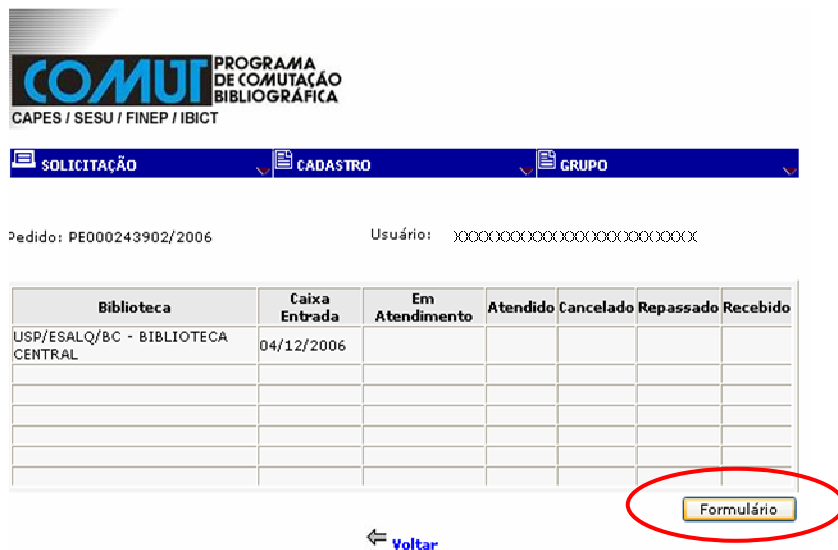 COMUT PROGRAMA
DE COMUTAÇÃO
BIBLIOGRÁFICA
CAPES / SESU / FINEP / IBICT
SOLICITAÇÃO CADASTRO GRUPO
Pedido: PE000243902/2006 Usuário:
Biblioteca Caixa Entrada Em Atendimento Atendido Cancelado Repassado Recebido
USP/ESALQ/BC - BIBLIOTECA CENTRAL 04/12/2006
Formulário
Voltar